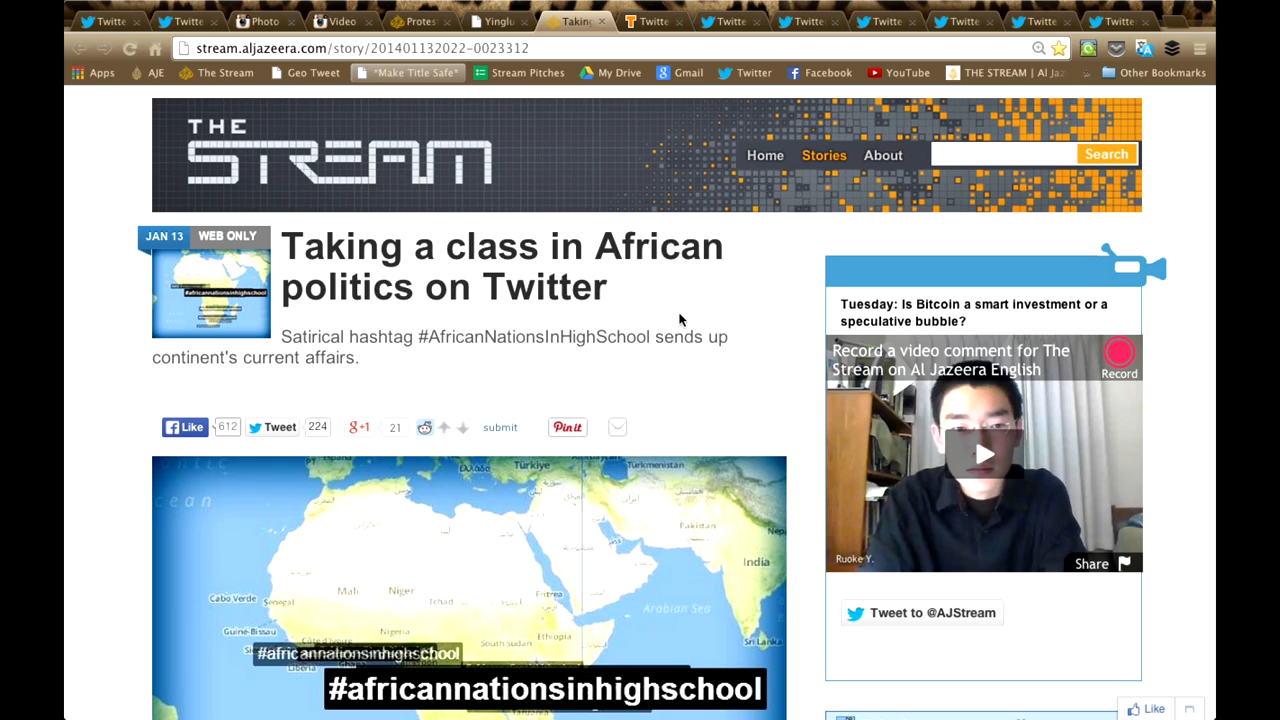 Twitte
Twitte
Photo
Video
Protes
Yinglu
Taking
Twitte
Twitte
Twitte
Twitte
Twitte
Twitte
Twitte
stream.aljazeera.com/story/201401132022-0023312
Apps AJE The Stream Geo Tweet *Make Title Safe* Stream Pitches My Drive Gmail Twitter Facebook YouTube THE STREAM | Al Jaz » Other Bookmarks
THE
STREAM
Home Stories About Search
JAN 13 WEB ONLY
#africannationsinhighschool
Taking a class in African
politics on Twitter
Satirical hashtag #AfricanNationsInHighSchool sends up
continent's current affairs.
Like 612 Tweet 224 g+1 21 submit Pin it
Türkiye
Ελλάδα
Pakistan
India
Mali
Niger
Tchad
Eritrea
Cabo Verde
Senegal
Arabian Sea
Guiné-Bissau
Nigeria
South sudan
Ethiopia
Sri Lanka
Liberia
#africannationsinhighschool
#africannationsinhighschool
Tuesday: Is Bitcoin a smart investment or a
speculative bubble?
Record a video comment for The
Stream on Al Jazeera English
Record
Ruoke Y.
Share
Tweet to @AJStream
Like